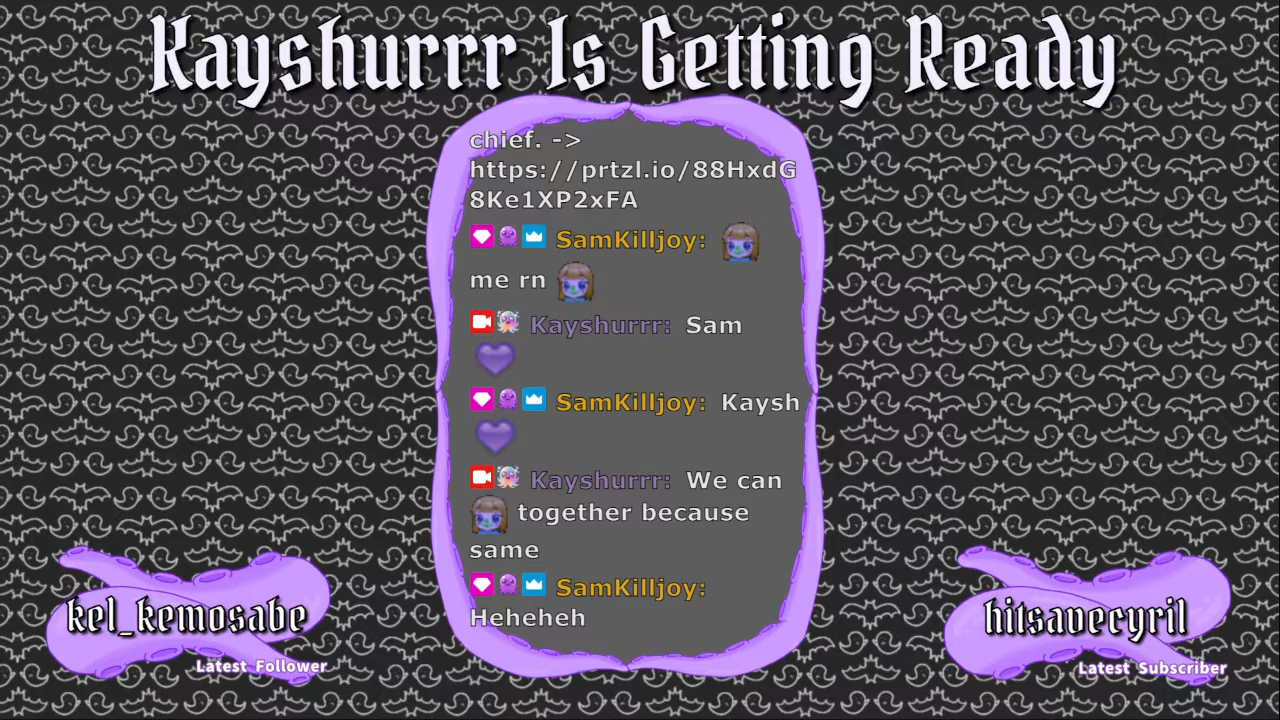 Kayshurrr Is Getting Ready
chief. ->
https://prtzl.io/88HxdG
8Ke1XP2xFA
SamKilljoy:
me rn
Kayshurrr: Sam
SamKilljoy: Kaysh
Kayshurrr: We can
together because
same
SamKilljoy:
Heheheh
kel_kemosabe
Latest Follower
hitsavecyril
Latest Subscriber